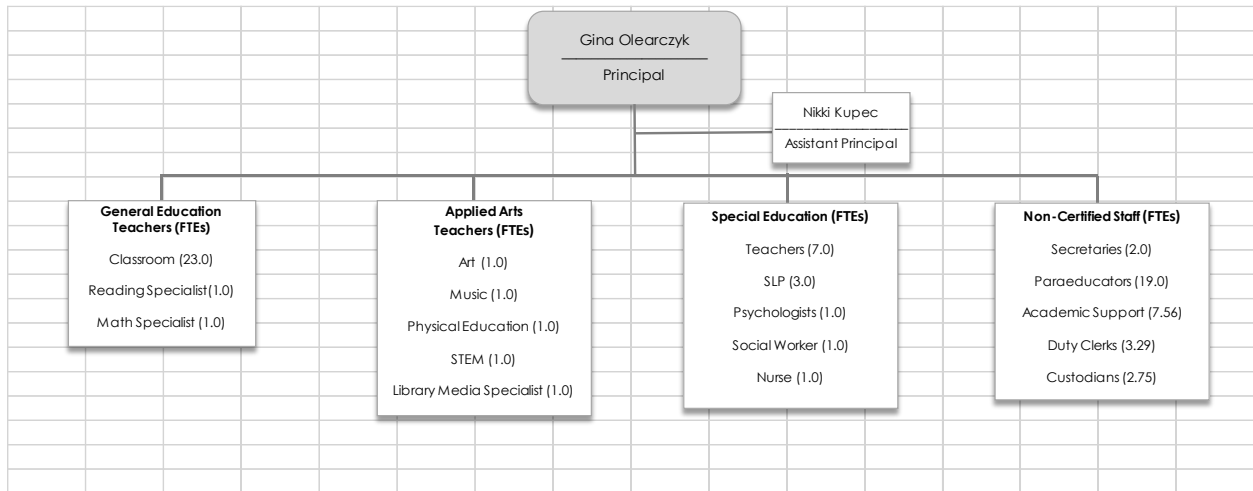 Gina Olearczyk
Principal
Nikki Kupec
Assistant Principal
General Education
Teachers (FTEs)
Classroom (23.0)
Reading Specialist (1.0)
Math Specialist (1.0)
Applied Arts
Teachers (FTEs)
Art (1.0)
Music (1.0)
Physical Education (1.0)
STEM (1.0)
Library Media Specialist (1.0)
Special Education (FTEs)
Teachers (7.0)
SLP (3.0)
Psychologists (1.0)
Social Worker (1.0)
Nurse (1.0)
Non-Certified Staff (FTEs)
Secretaries (2.0)
Paraeducators (19.0)
Academic Support (7.56)
Duty Clerks (3.29)
Custodians (2.75)